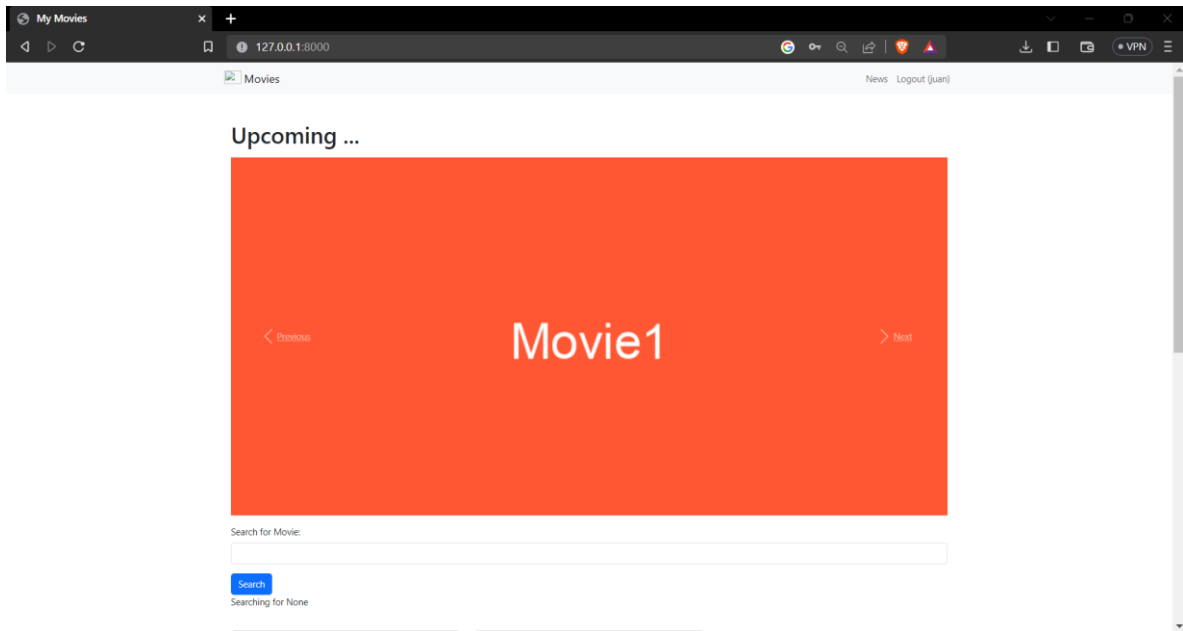 My Movies
127.0.0.1:8000
VPN
Movies
News Logout (juan)
Upcoming ...
Previous Movie1 Next
Search for Movie:
Search
Searching for None